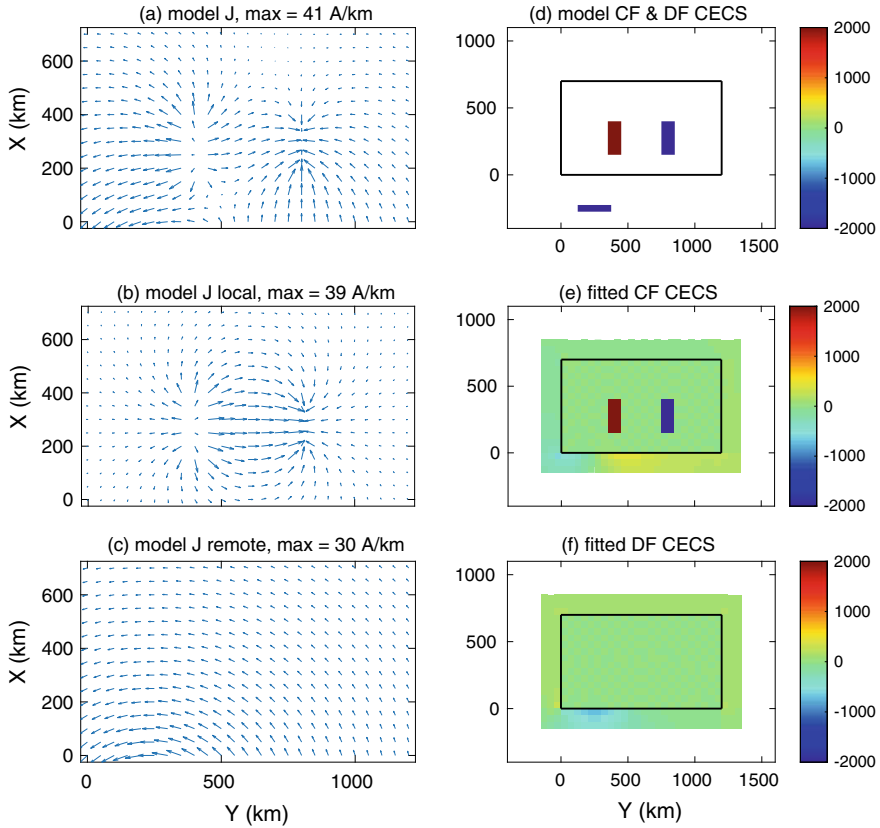 (a) model J, max = 41 A/km
X (km)
600
400
200
0
(d) model CF & DF CECS
1000
500
0
0 500 1000 1500
2000
1000
0
-1000
-2000
(b) model J local, max = 39 A/km
X (km)
600
400
200
0
(e) fitted CF CECS
1000
500
0
0 500 1000 1500
2000
1000
0
-1000
-2000
(c) model J remote, max = 30 A/km
X (km)
600
400
200
0
0 500 1000
Y (km)
(f) fitted DF CECS
1000
500
0
0 500 1000 1500
Y (km)
2000
1000
0
-1000
-2000